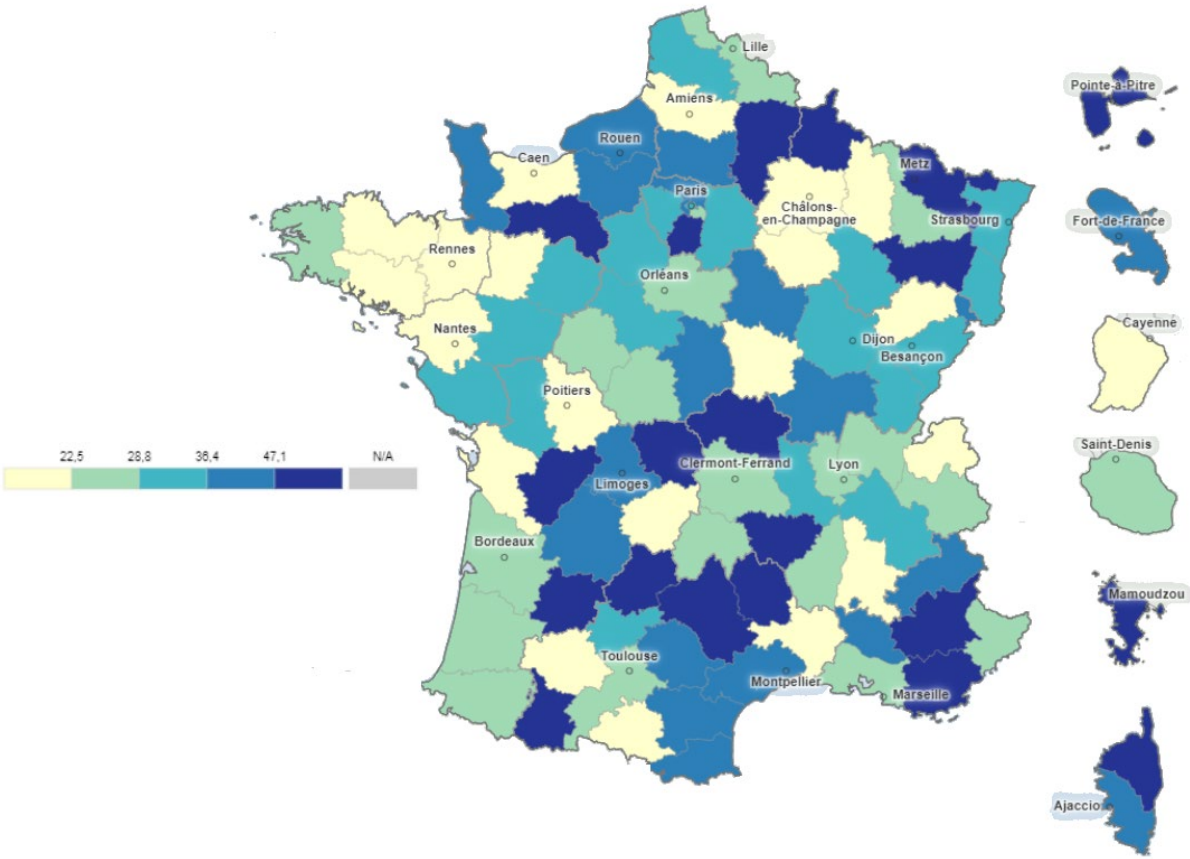 Lille
Pointe-à-Pitre
Amiens
Rouen
Caen
Metz
Paris
Châlons-
en-Champagne
Strasbourg
Fort-de-France
Rennes
Orléans
Nantes
Dijon
Besançon
Cayenne
Poitiers
Saint-Denis
22,5 28,8 36,4 47,1 N/A
Clermont-Ferrand
Lyon
Limoges
Bordeaux
Mamoudzou
Toulouse
Montpellier
Marseille
Ajaccio